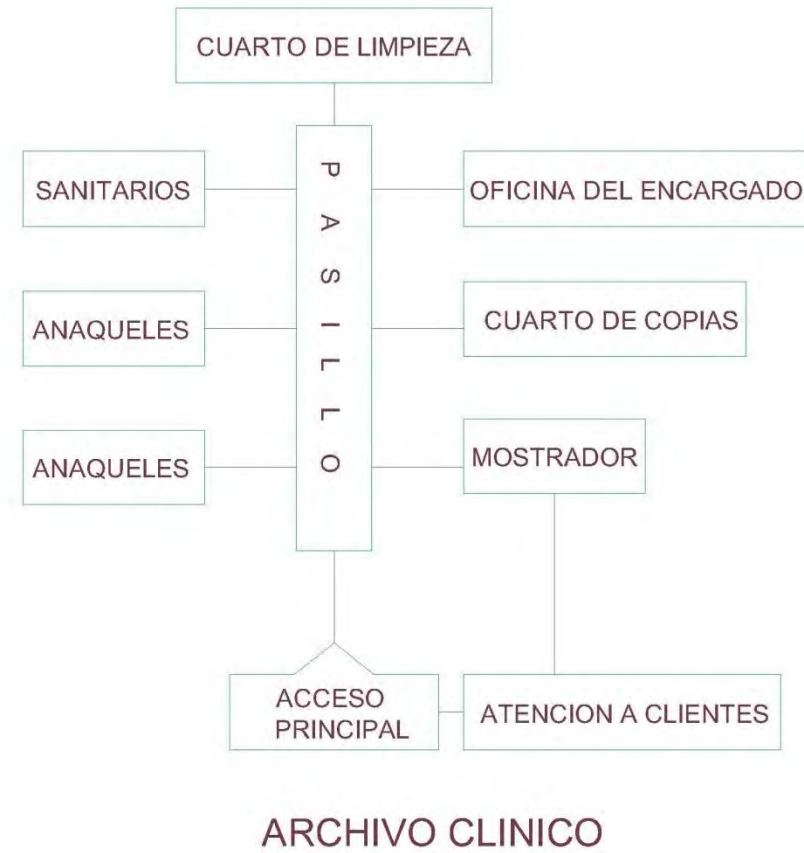 CUARTO DE LIMPIEZA
PASILLO
SANITARIOS
OFICINA DEL ENCARGADO
ANAQUELES
CUARTO DE COPIAS
ANAQUELES
MOSTRADOR
ACCESO
PRINCIPAL
ATENCION A CLIENTES
ARCHIVO CLINICO